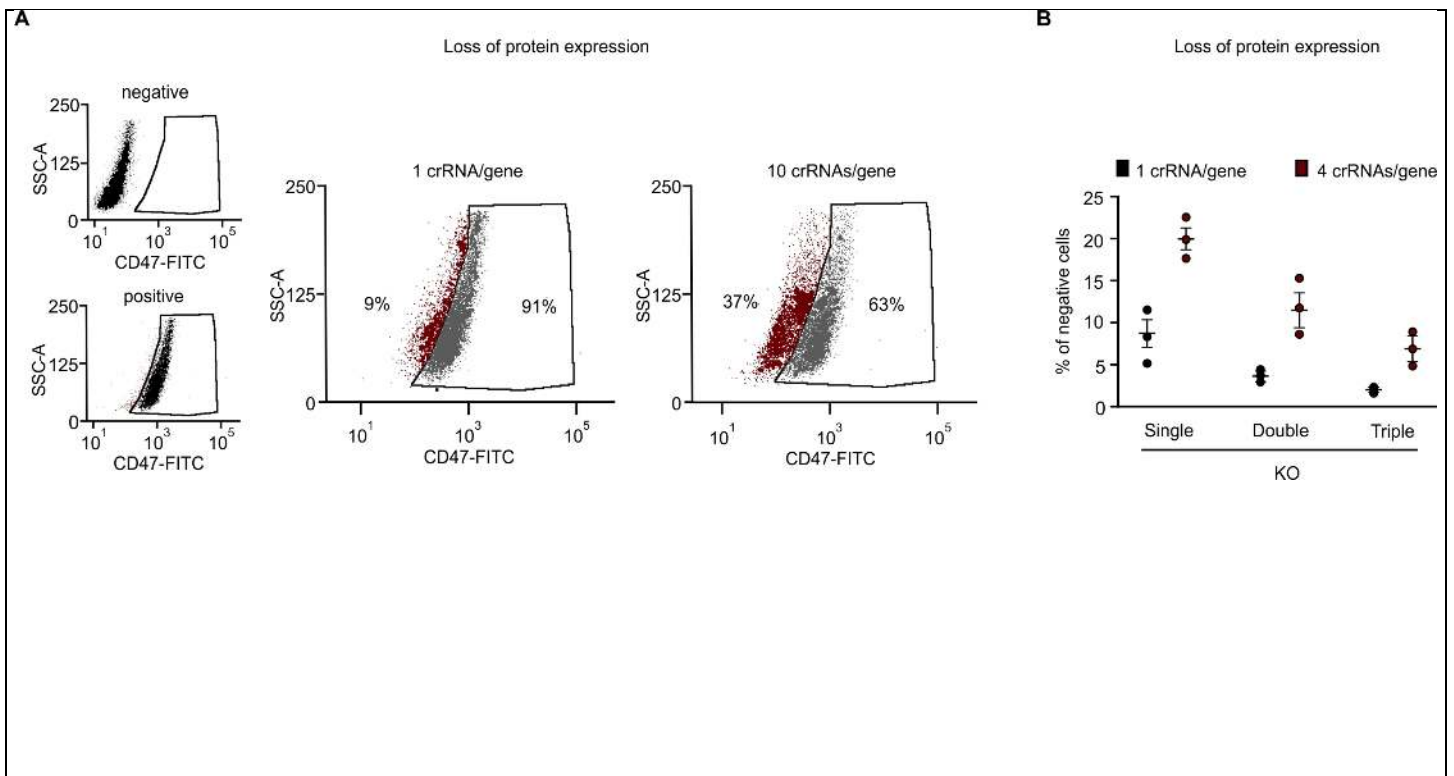 A
B
Loss of protein expression
Loss of protein expression
negative
250
125
0
SSC-A
10^1 10^3 10^5
CD47-FITC
positive
250
125
0
SSC-A
10^1 10^3 10^5
CD47-FITC
1 crRNA/gene
250
125
0
SSC-A
9%
91%
10^1 10^3 10^5
CD47-FITC
10 crRNAs/gene
250
125
0
SSC-A
37%
63%
10^1 10^3 10^5
CD47-FITC
1 crRNA/gene 4 crRNAs/gene
25
20
15
10
5
0
% of negative cells
Single Double Triple
KO